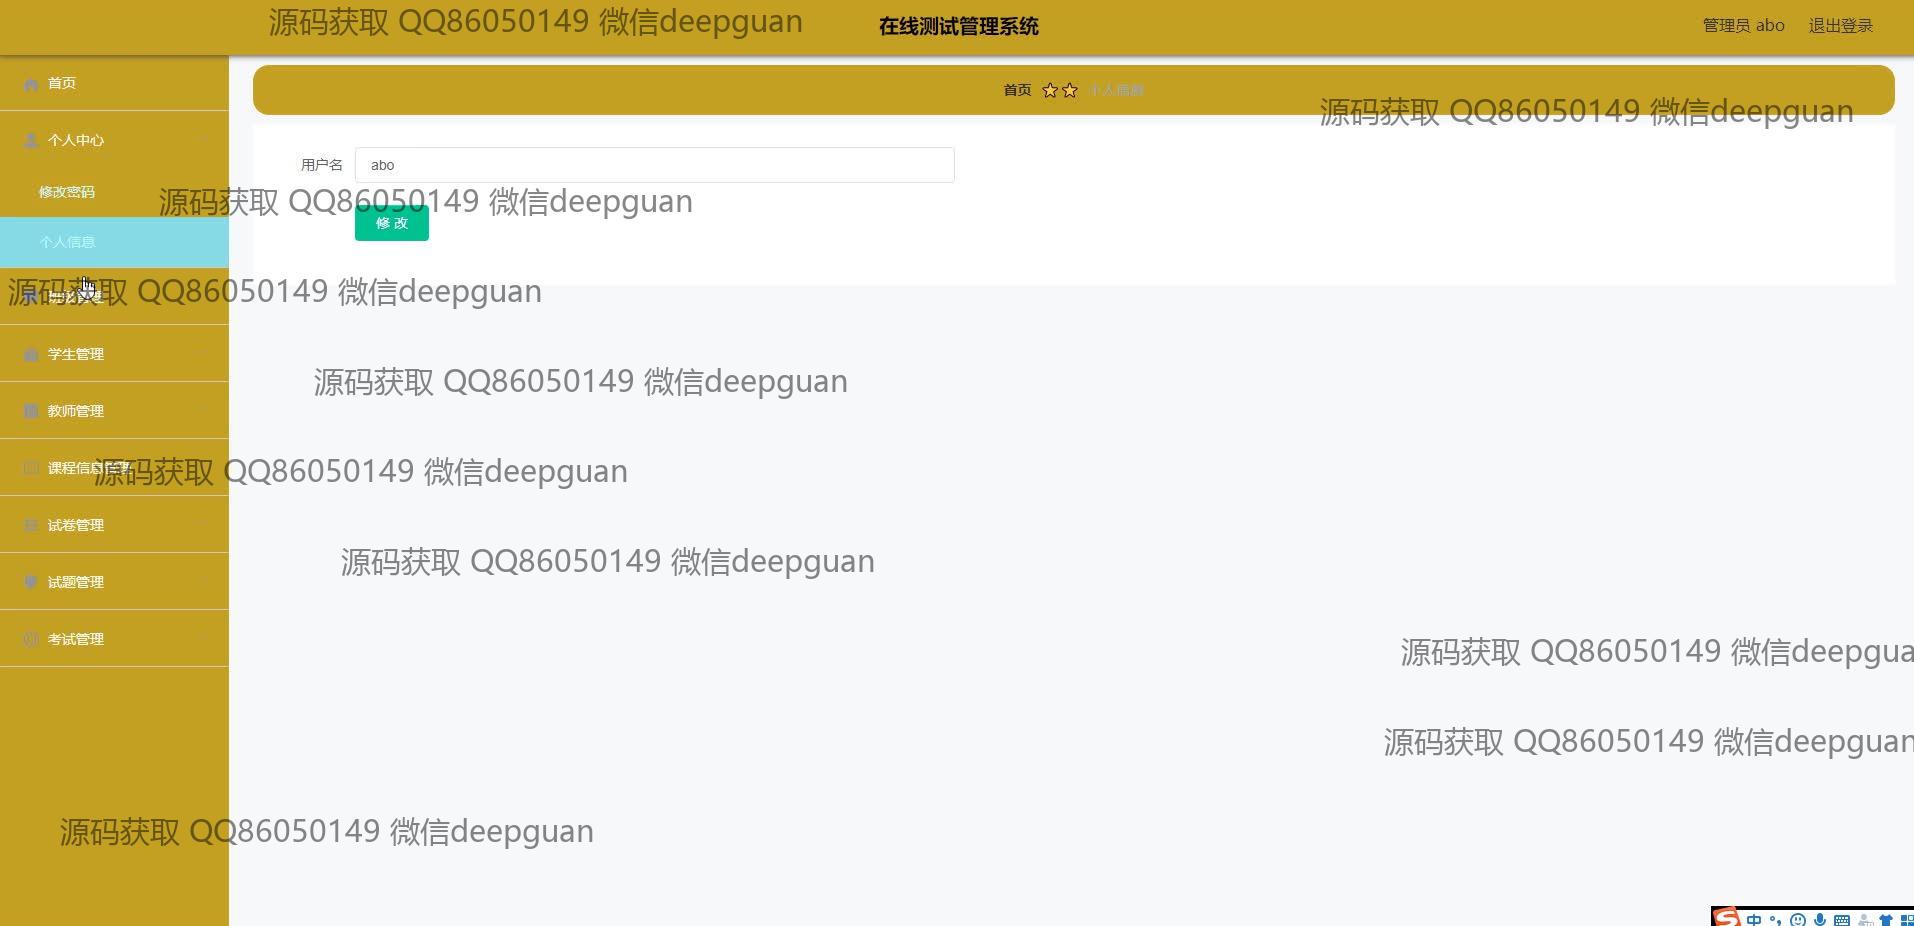 源码获取 QQ86050149 微信deepguan
在线测试管理系统
管理员 abo
退出登录
首页
首页
个人信息
源码获取 QQ86050149 微信deepguan
个人中心
用户名
abo
修改密码
源码获取 QQ86050149 微信deepguan
修 改
个人信息
源码获取 QQ86050149 微信deepguan
学生管理
源码获取 QQ86050149 微信deepguan
教师管理
课程信息管理
源码获取 QQ86050149 微信deepguan
试卷管理
源码获取 QQ86050149 微信deepguan
试题管理
考试管理
源码获取 QQ86050149 微信deepgua
源码获取 QQ86050149 微信deepguan
源码获取 QQ86050149 微信deepguan
中